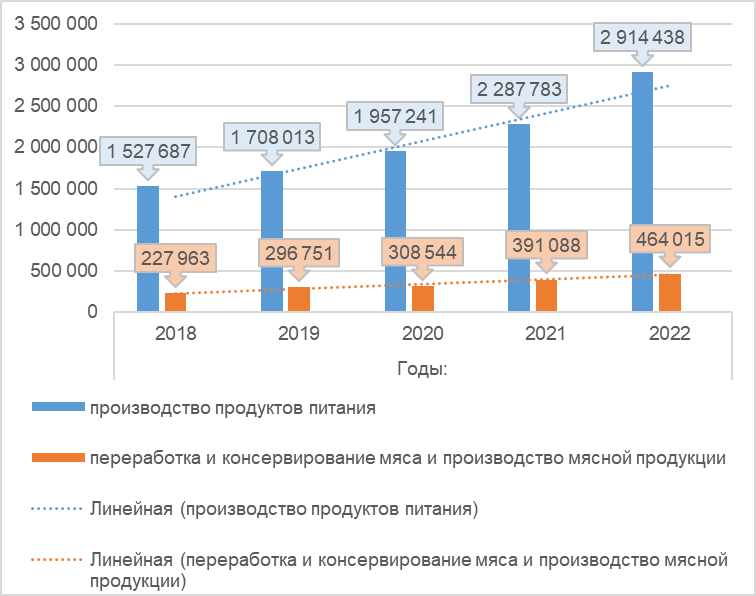 3 500 000
3 000 000
2 500 000
2 000 000
1 500 000
1 000 000
500 000
0
2 914 438
2 287 783
1 957 241
1 708 013
1 527 687
464 015
391 088
308 544
296 751
227 963
2018 2019 2020 2021 2022
Годы:
производство продуктов питания
переработка и консервирование мяса и производство мясной продукции
Линейная (производство продуктов питания)
Линейная (переработка и консервирование мяса и производство мясной
продукции)